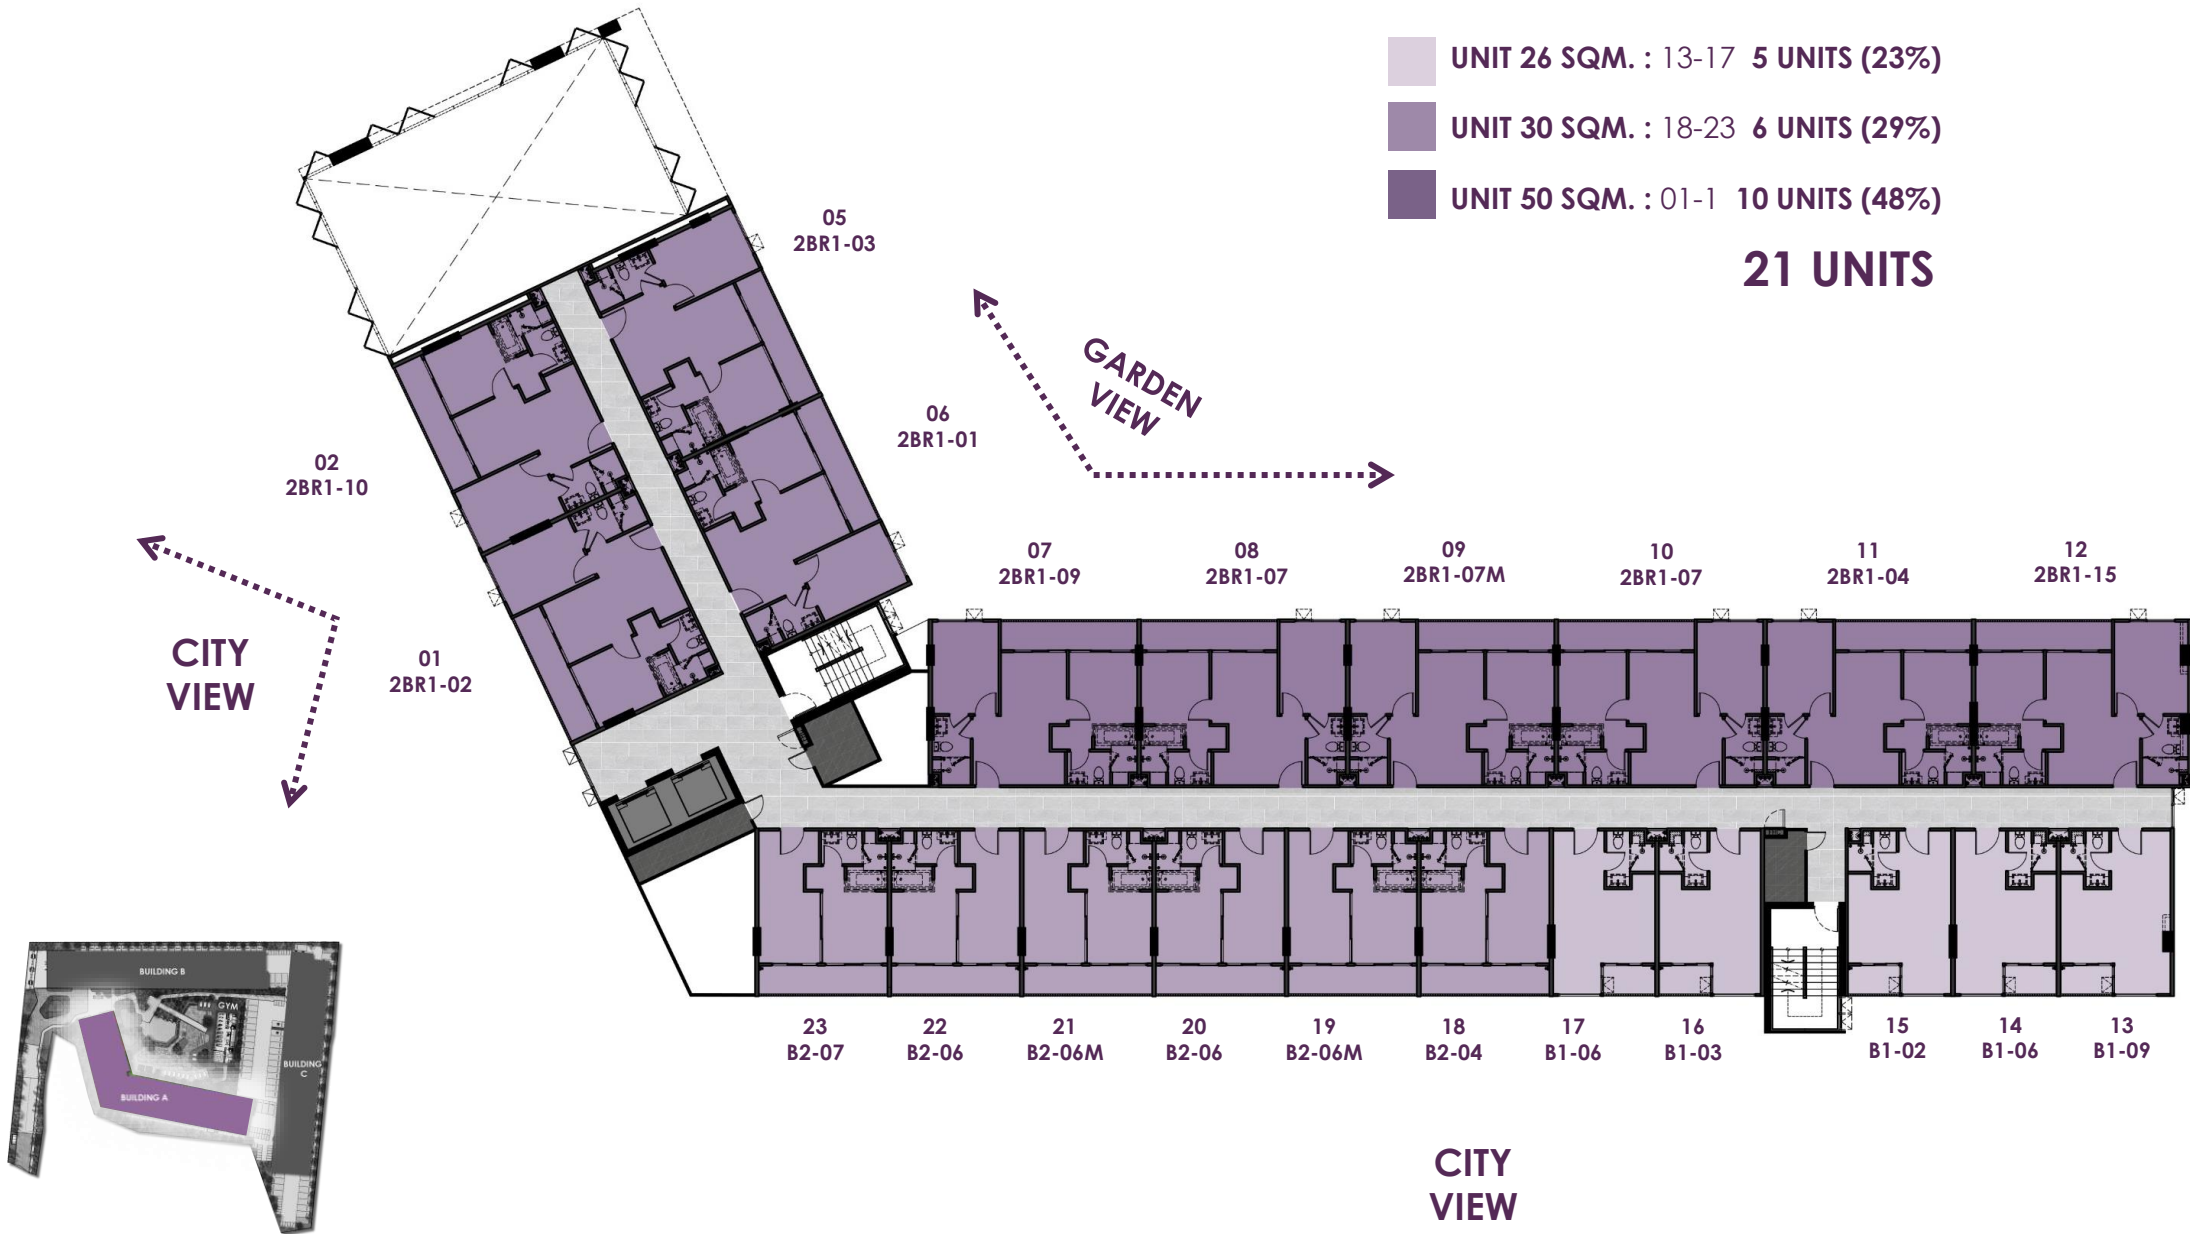 UNIT 26 SQM. : 13-17 5 UNITS (23%)
UNIT 30 SQM. : 18-23 6 UNITS (29%)
UNIT 50 SQM. : 01-1 10 UNITS (48%)
21 UNITS
05
2BR1-03
GARDEN
VIEW
06
2BR1-01
02
2BR1-10
01
2BR1-02
CITY
VIEW
07
2BR1-09
08
2BR1-07
09
2BR1-07M
10
2BR1-07
11
2BR1-04
12
2BR1-15
23
B2-07
22
B2-06
21
B2-06M
20
B2-06
19
B2-06M
18
B2-04
17
B1-06
16
B1-03
15
B1-02
14
B1-06
13
B1-09
BUILDING B
GYM
BUILDING
C
BUILDING A
CITY
VIEW